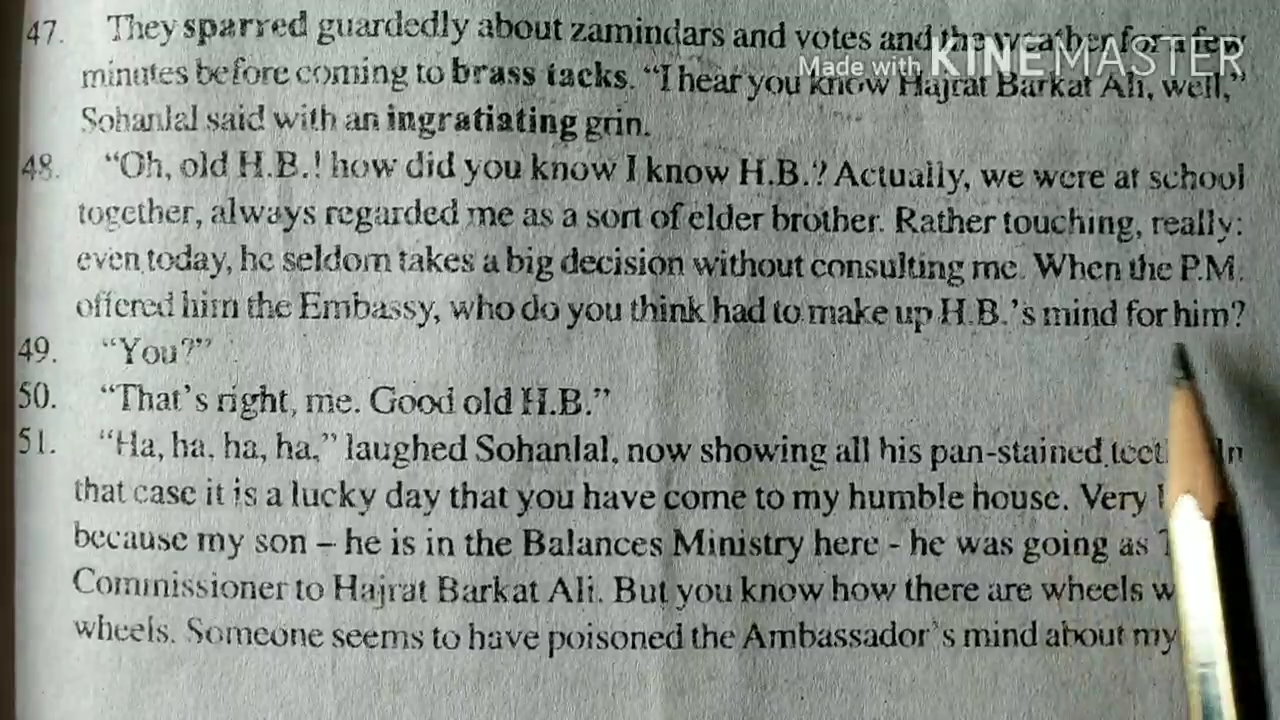 47. They sparred guardedly about zamindars and votes and the weather for a few
Made with KINEMASTER
minutes before coming to brass tacks. "I hear you know Hajrat Barkat Ali, well,"
Sohanlal said with an ingratiating grin.
48. "Oh, old H.B.! how did you know I know H.B.? Actually, we were at school
together, always regarded me as a sort of elder brother. Rather touching, really:
even today, he seldom takes a big decision without consulting me. When the P.M.
offered him the Embassy, who do you think had to make up H.B.'s mind for him?
49. "You?"
50. "That's right, me. Good old H.B."
51. "Ha, ha, ha, ha," laughed Sohanlal, now showing all his pan-stained In
that case it is a lucky day that you have come to my humble house. Very
because my son – he is in the Balances Ministry here - he was going as
Commissioner to Hajrat Barkat Ali. But you know how there are wheels
wheels. Someone seems to have poisoned the Ambassador's mind about my